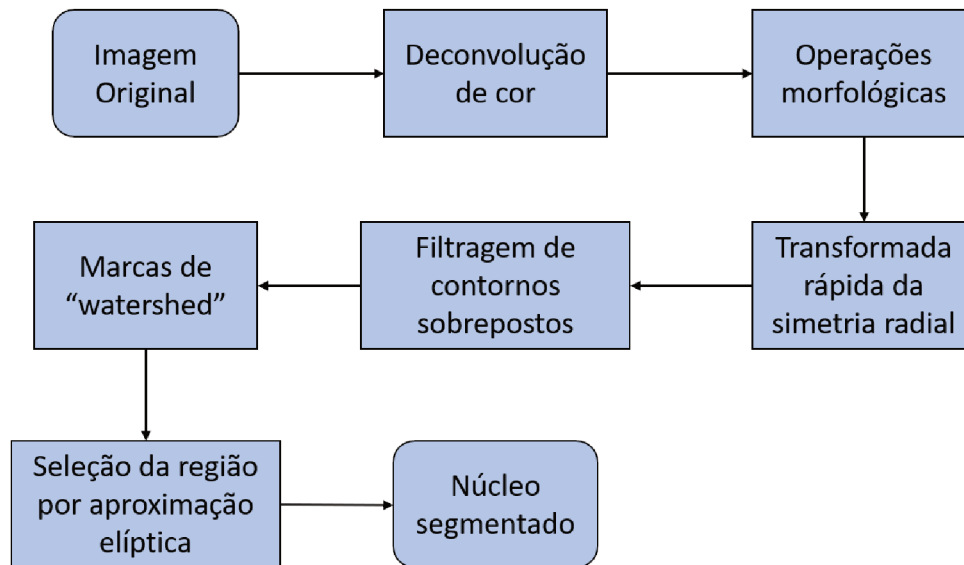 Imagem
Original
Deconvolução
de cor
Operações
morfológicas
Transformada
rápida da
simetria radial
Filtragem de
contornos
sobrepostos
Marcas de
“watershed”
Seleção da região
por aproximação
elíptica
Núcleo
segmentado